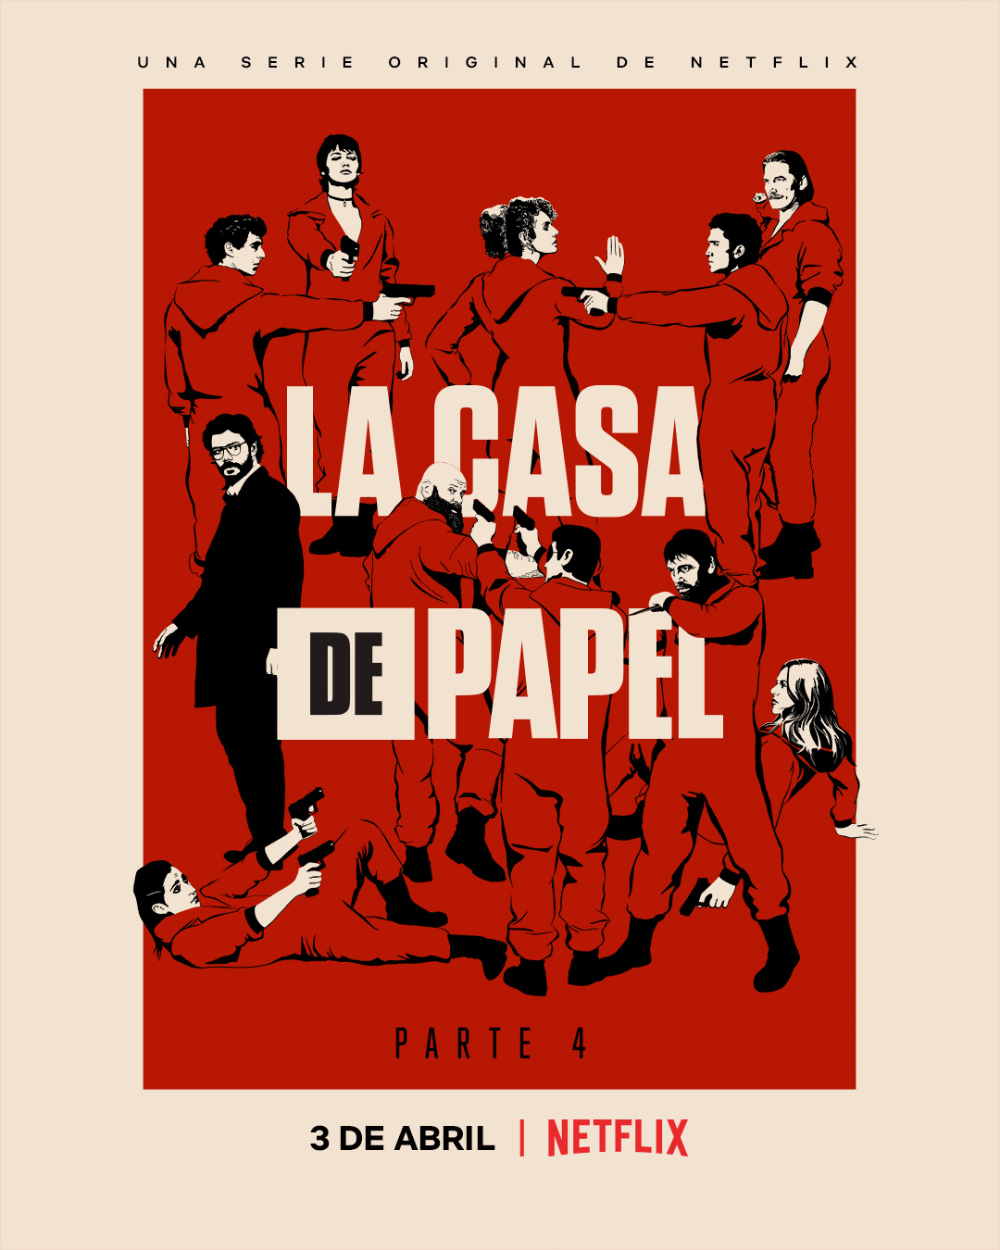 UNA SERIE ORIGINAL DE NETFLIX
LA CASA
DE PAPEL
PARTE 4
3 DE ABRIL | NETFLIX